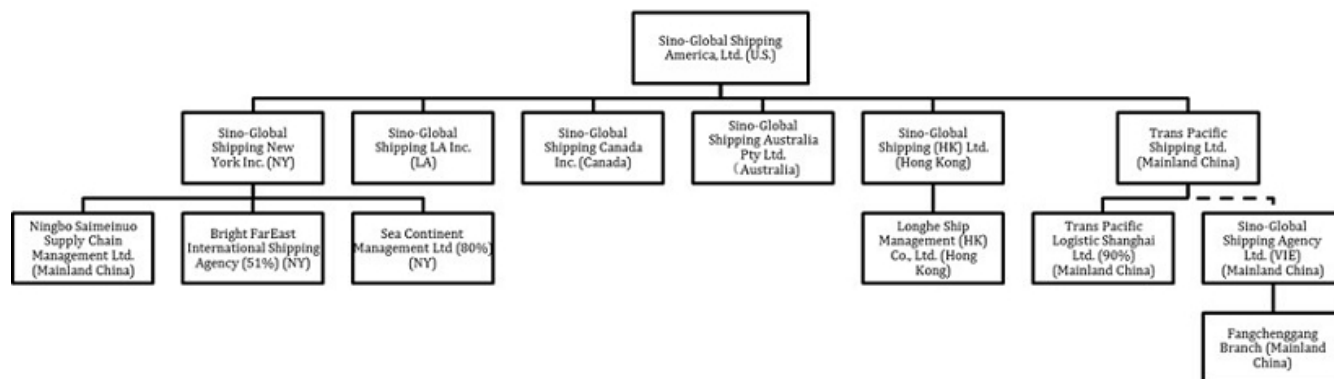 Sino-Global Shipping
America, Ltd. (U.S.)
Sino-Global
Shipping New
York Inc. (NY)
Sino-Global
Shipping LA Inc.
(LA)
Sino-Global
Shipping Canada
Inc. (Canada)
Sino-Global
Shipping Australia
Pty Ltd.
（Australia)
Sino-Global
Shipping (HK) Ltd.
(Hong Kong)
Trans Pacific
Shipping Ltd.
(Mainland China)
Ningbo Saimeinuo
Supply Chain
Management Ltd.
(Mainland China)
Bright FarEast
International Shipping
Agency (51%) (NY)
Sea Continent
Management Ltd (80%)
(NY)
Longhe Ship
Management (HK)
Co., Ltd. (Hong
Kong)
Trans Pacific
Logistic Shanghai
Ltd. (90%)
(Mainland China)
Sino-Global
Shipping Agency
Ltd. (VIE)
(Mainland China)
Fangchenggang
Branch (Mainland
China)